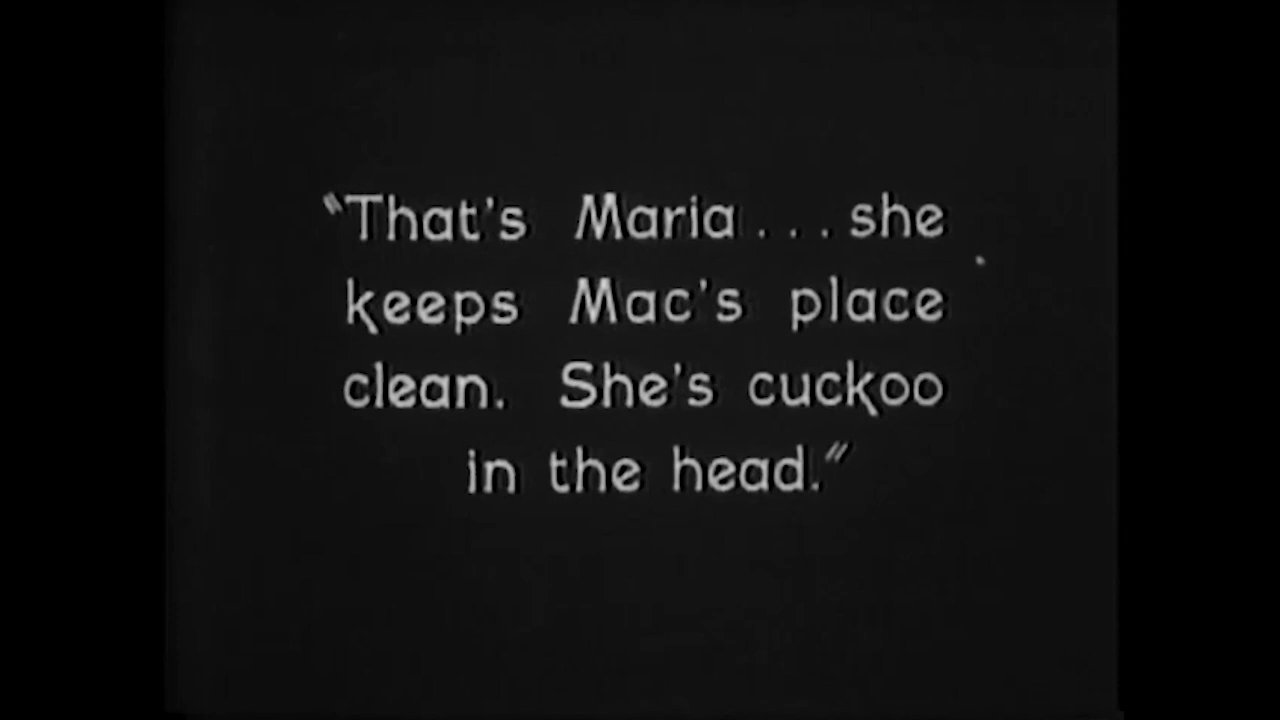 "That's Maria . . . she
keeps Mac's place
clean. She's cuckoo
in the head."